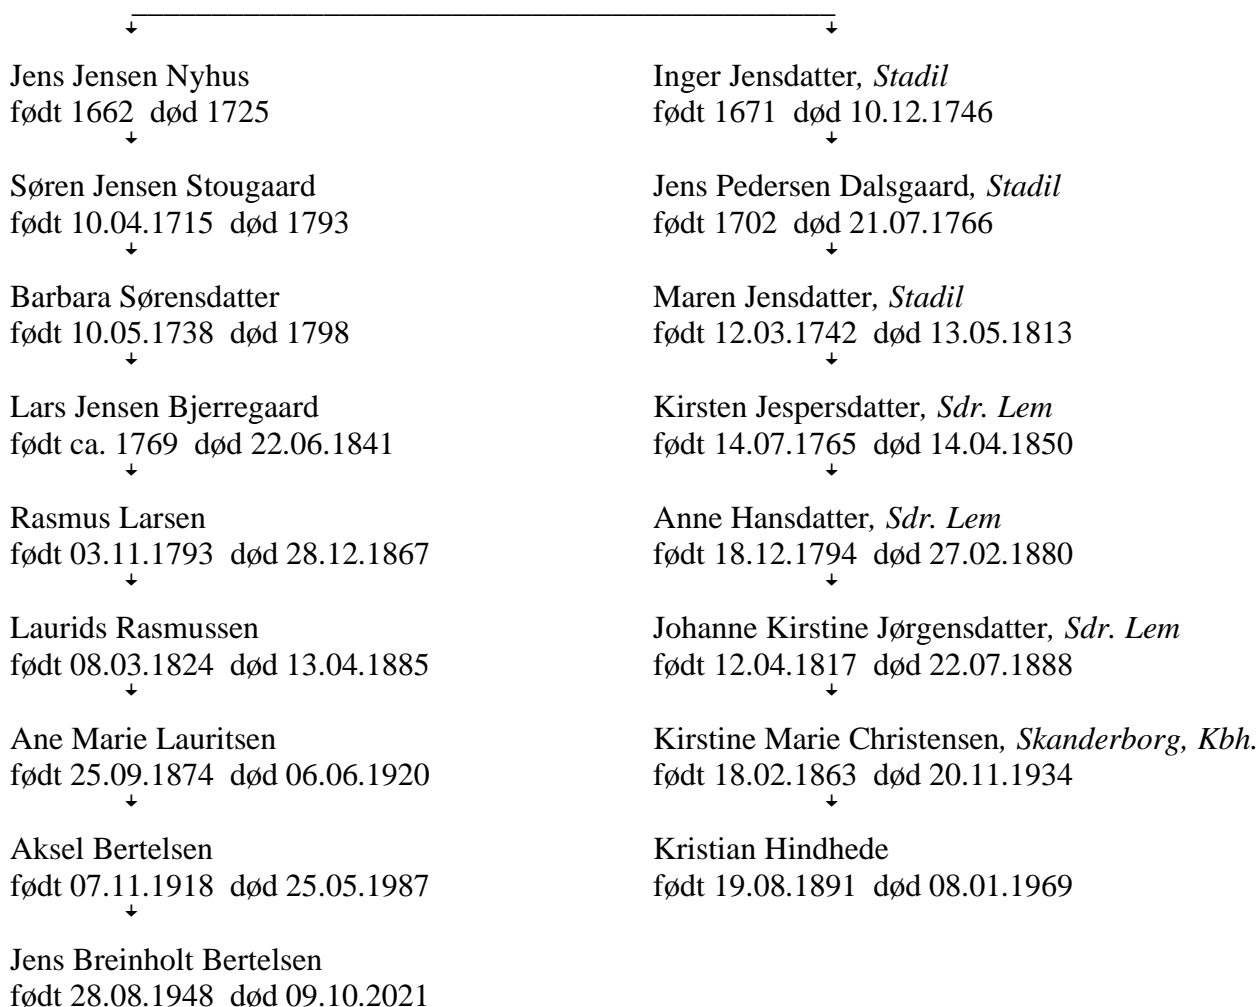 Jens Jensen Nyhus
født 1662 død 1725
Søren Jensen Stougaard
født 10.04.1715 død 1793
Barbara Sørensdatter
født 10.05.1738 død 1798
Lars Jensen Bjerregaard
født ca. 1769 død 22.06.1841
Rasmus Larsen
født 03.11.1793 død 28.12.1867
Laurids Rasmussen
født 08.03.1824 død 13.04.1885
Ane Marie Lauritsen
født 25.09.1874 død 06.06.1920
Aksel Bertelsen
født 07.11.1918 død 25.05.1987
Jens Breinholt Bertelsen
født 28.08.1948 død 09.10.2021
Inger Jensdatter, Stadil
født 1671 død 10.12.1746
Jens Pedersen Dalsgaard, Stadil
født 1702 død 21.07.1766
Maren Jensdatter, Stadil
født 12.03.1742 død 13.05.1813
Kirsten Jespersdatter, Sdr. Lem
født 14.07.1765 død 14.04.1850
Anne Hansdatter, Sdr. Lem
født 18.12.1794 død 27.02.1880
Johanne Kirstine Jørgensdatter, Sdr. Lem
født 12.04.1817 død 22.07.1888
Kirstine Marie Christensen, Skanderborg, Kbh.
født 18.02.1863 død 20.11.1934
Kristian Hindhede
født 19.08.1891 død 08.01.1969